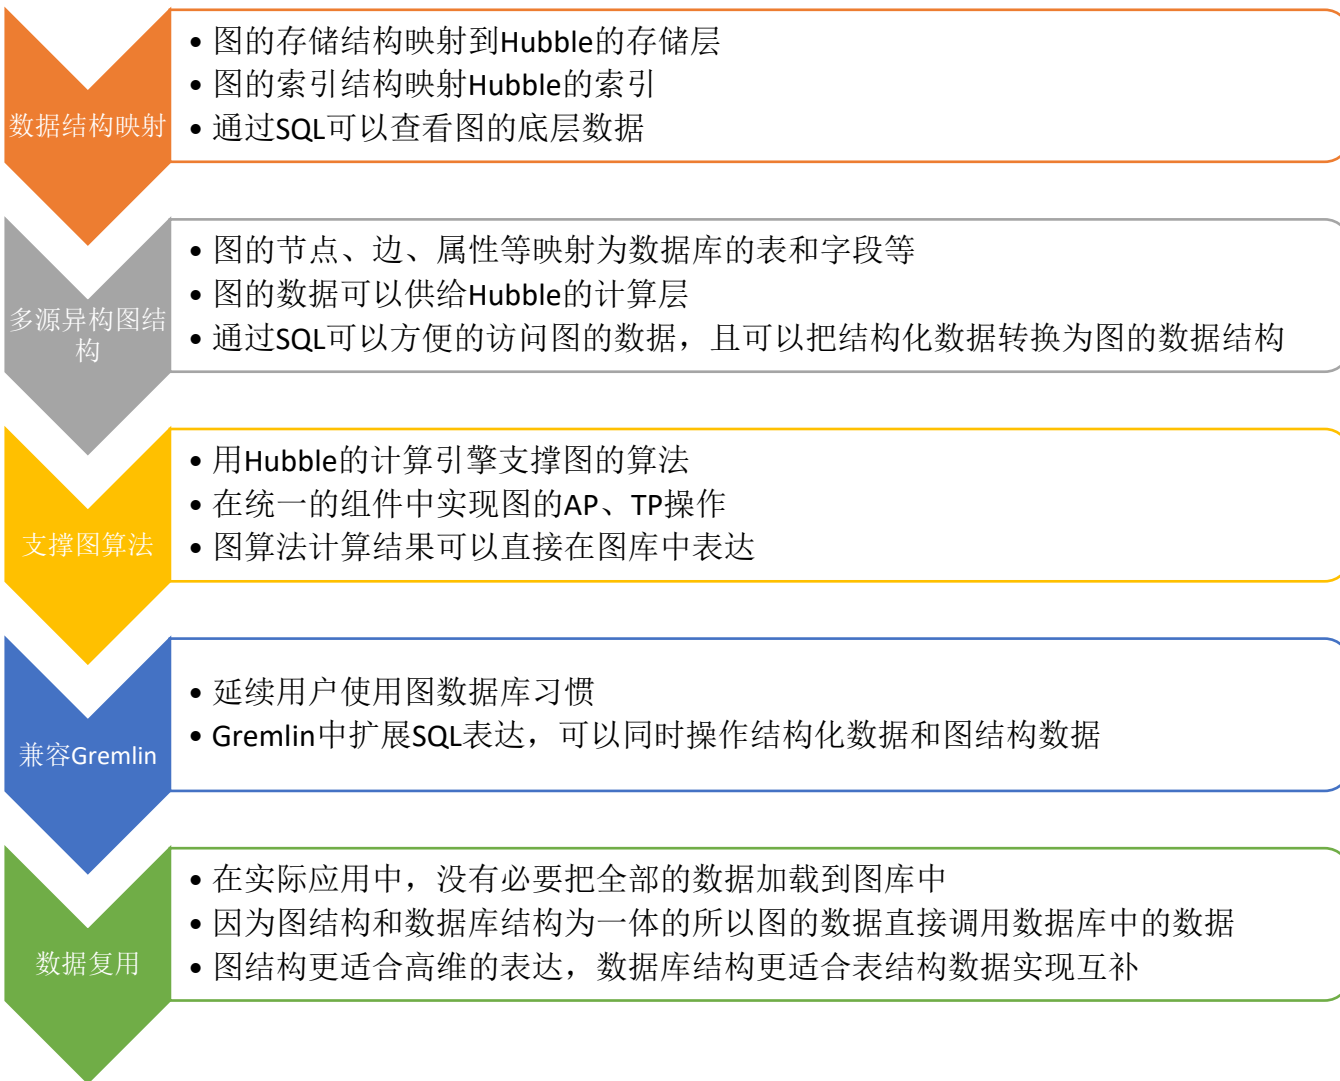 数据结构映射
• 图的存储结构映射到Hubble的存储层
• 图的索引结构映射Hubble的索引
• 通过SQL可以查看图的底层数据
多源异构图结
构
• 图的节点、边、属性等映射为数据库的表和字段等
• 图的数据可以供给Hubble的计算层
• 通过SQL可以方便的访问图的数据，且可以把结构化数据转换为图的数据结构
支撑图算法
• 用Hubble的计算引擎支撑图的算法
• 在统一的组件中实现图的AP、TP操作
• 图算法计算结果可以直接在图库中表达
兼容Gremlin
• 延续用户使用图数据库习惯
• Gremlin中扩展SQL表达，可以同时操作结构化数据和图结构数据
数据复用
• 在实际应用中，没有必要把全部的数据加载到图库中
• 因为图结构和数据库结构为一体的所以图的数据直接调用数据库中的数据
• 图结构更适合高维的表达，数据库结构更适合表结构数据实现互补